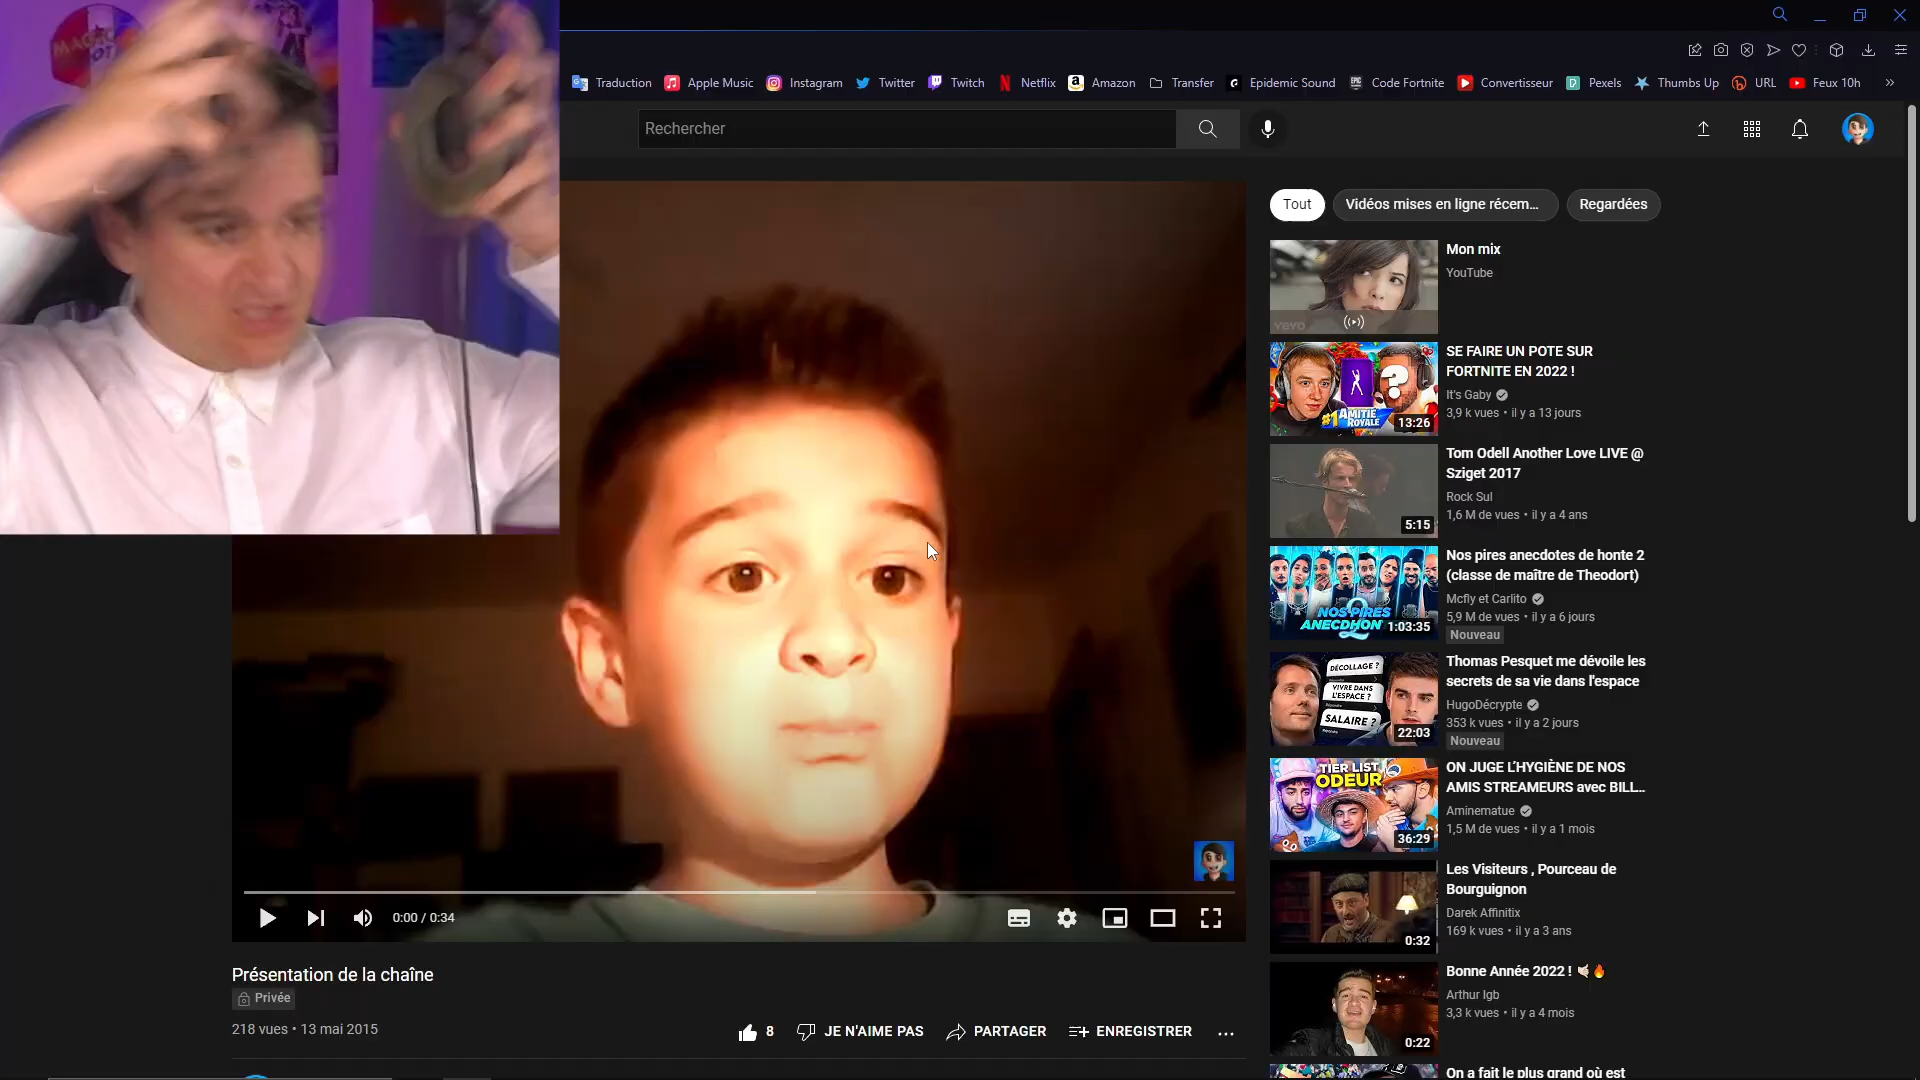 Traduction
Apple Music
Instagram
Twitter
Twitch
Netflix
Amazon
Transfer
Epidemic Sound
Code Fortnite
Convertisseur
Pexels
Thumbs Up
URL
Feux 10h
»
Rechercher
Tout
Vidéos mises en ligne récem...
Regardées
vevo
Mon mix
YouTube
#1 AMITIÉ
ROYALE
13:26
SE FAIRE UN POTE SUR
FORTNITE EN 2022 !
It's Gaby
3,9 k vues • il y a 13 jours
5:15
Tom Odell Another Love LIVE @
Sziget 2017
Rock Sul
1,6 M de vues • il y a 4 ans
NOS PIRES
ANECDHON
2
1:03:35
Nos pires anecdotes de honte 2
(classe de maître de Theodort)
Mcfly et Carlito
5,9 M de vues • il y a 6 jours
Nouveau
DÉCOLLAGE ?
VIVRE DANS
L'ESPACE ?
SALAIRE ?
22:03
Thomas Pesquet me dévoile les
secrets de sa vie dans l'espace
HugoDécrypte
353 k vues • il y a 2 jours
Nouveau
TIER LIST
ODEUR
36:29
ON JUGE L'HYGIÈNE DE NOS
AMIS STREAMEURS avec BILL...
Aminematue
1,5 M de vues • il y a 1 mois
0:32
Les Visiteurs , Pourceau de
Bourguignon
Darek Affinitix
169 k vues • il y a 3 ans
0:22
Bonne Année 2022 ! 🤙🏻🔥
Arthur lgb
3,3 k vues • il y a 4 mois
On a fait le plus grand où est
0:00 / 0:34
Présentation de la chaîne
Privée
218 vues • 13 mai 2015
8
JE N'AIME PAS
PARTAGER
ENREGISTRER
...